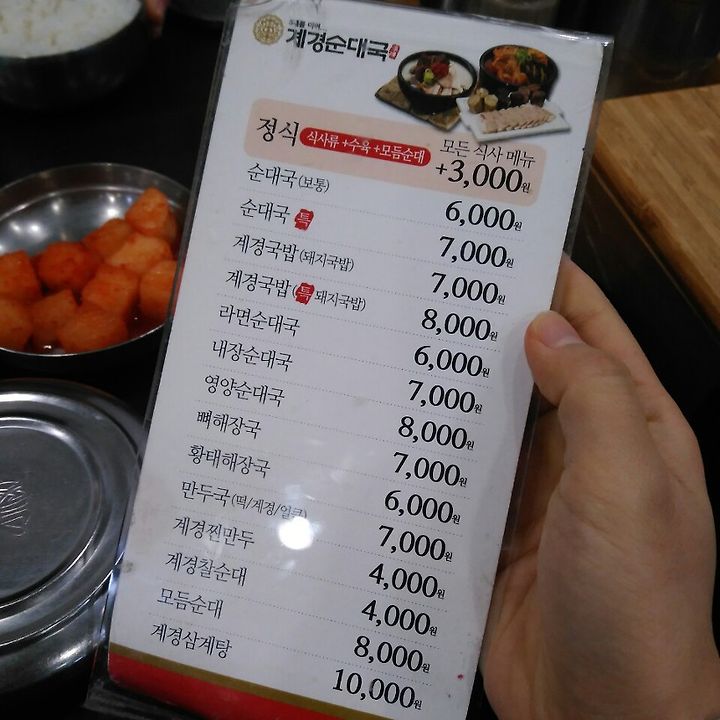 계경순대국
정식 식사류+수육+모듬순대 모든 식사 메뉴 +3,000원
순대국(보통) 6,000원
순대국 특 7,000원
계경국밥(돼지국밥) 7,000원
계경국밥(특 돼지국밥) 8,000원
라면순대국 6,000원
내장순대국 7,000원
영양순대국 8,000원
뼈해장국 7,000원
황태해장국 6,000원
만두국(떡/계경/얼큰) 7,000원
계경찐만두 4,000원
계경찰순대 4,000원
모듬순대 8,000원
계경삼계탕 10,000원